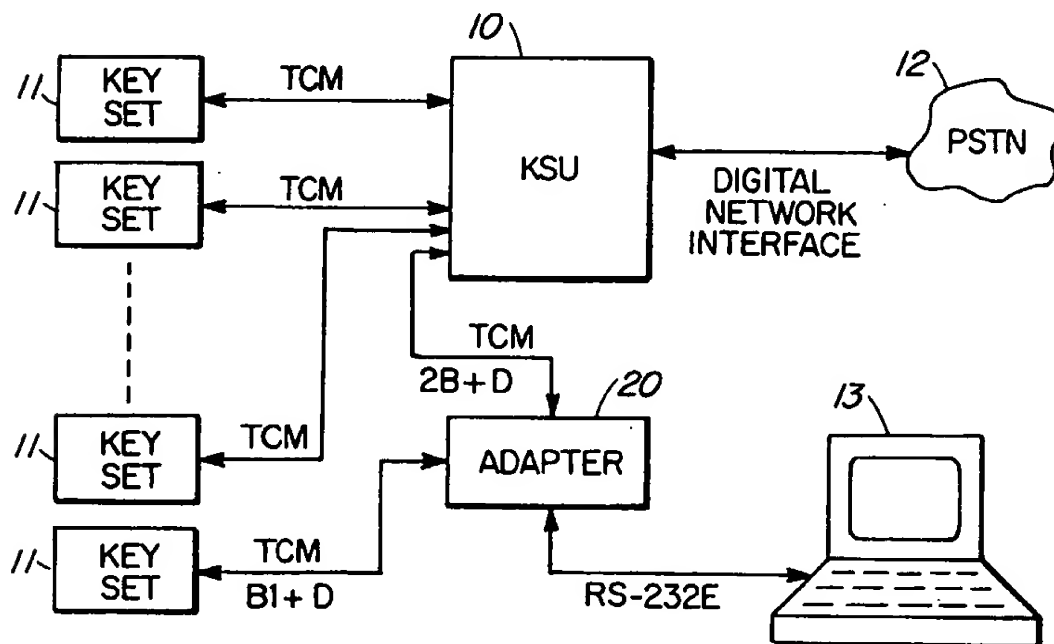 10
11
KEY
SET
TCM
KSU
12
PSTN
DIGITAL
NETWORK
INTERFACE
11
KEY
SET
TCM
TCM
2B+D
20
13
11
KEY
SET
TCM
ADAPTER
11
KEY
SET
TCM
B1+D
RS-232E